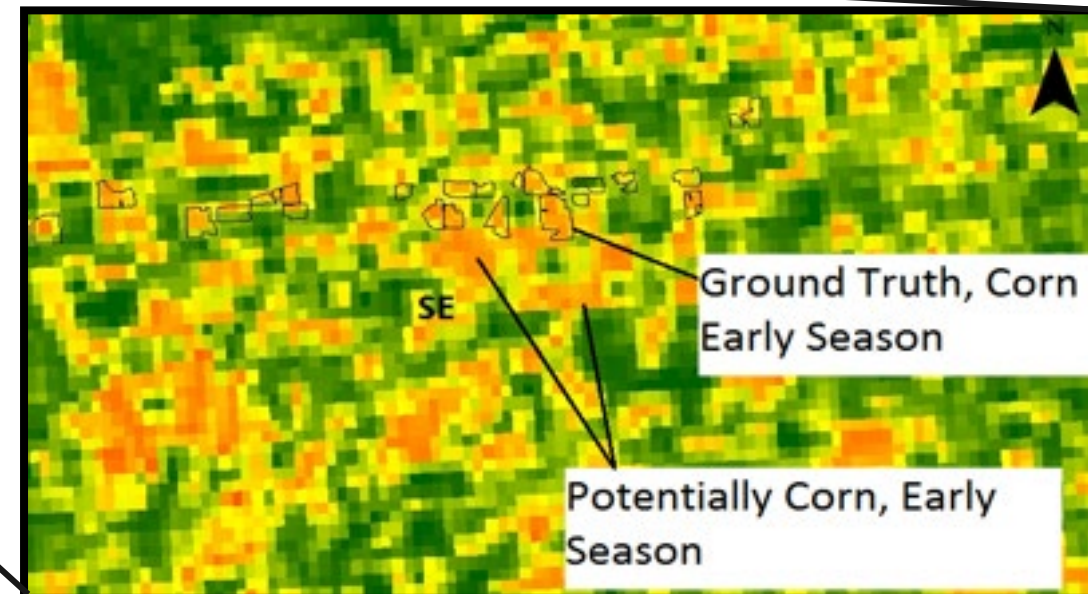 N
SE
Ground Truth, Corn
Early Season
Potentially Corn, Early
Season